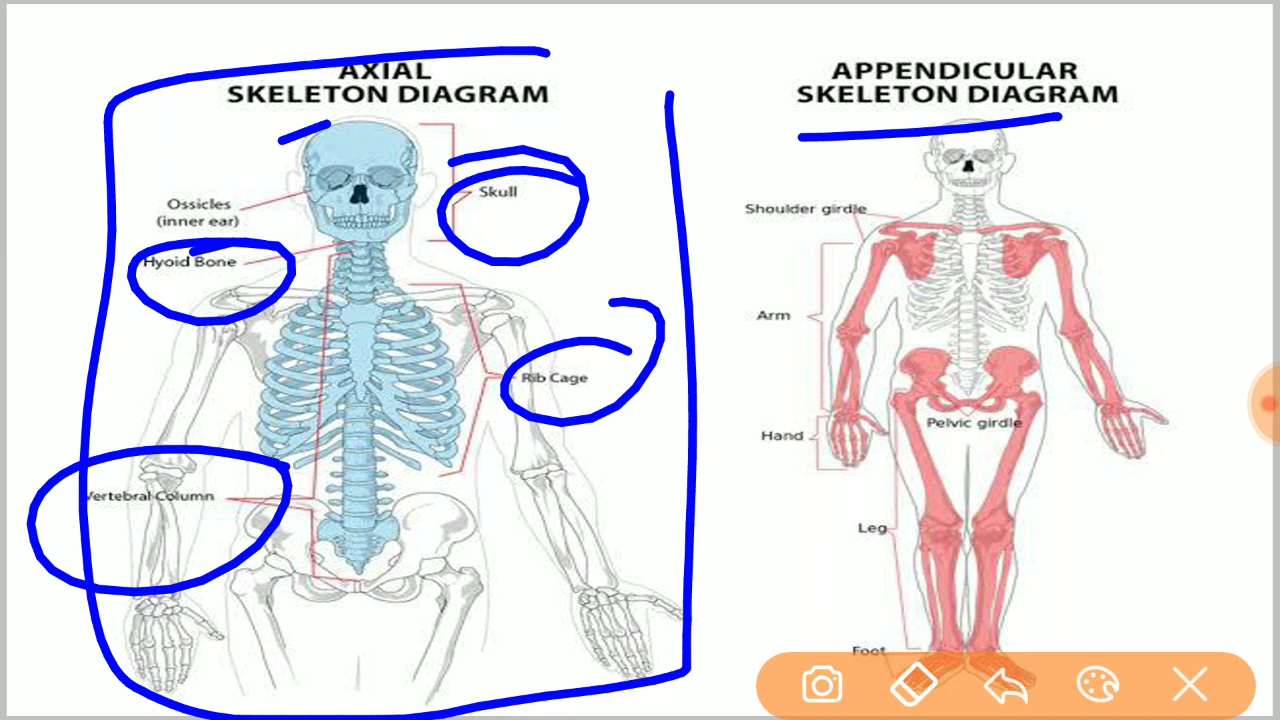 AXIAL
SKELETON DIAGRAM
Skull
Ossicles
(inner ear)
Hyoid Bone
Rib Cage
Vertebral Column
APPENDICULAR
SKELETON DIAGRAM
Shoulder girdle
Arm
Pelvic girdle
Hand
Leg
Foot